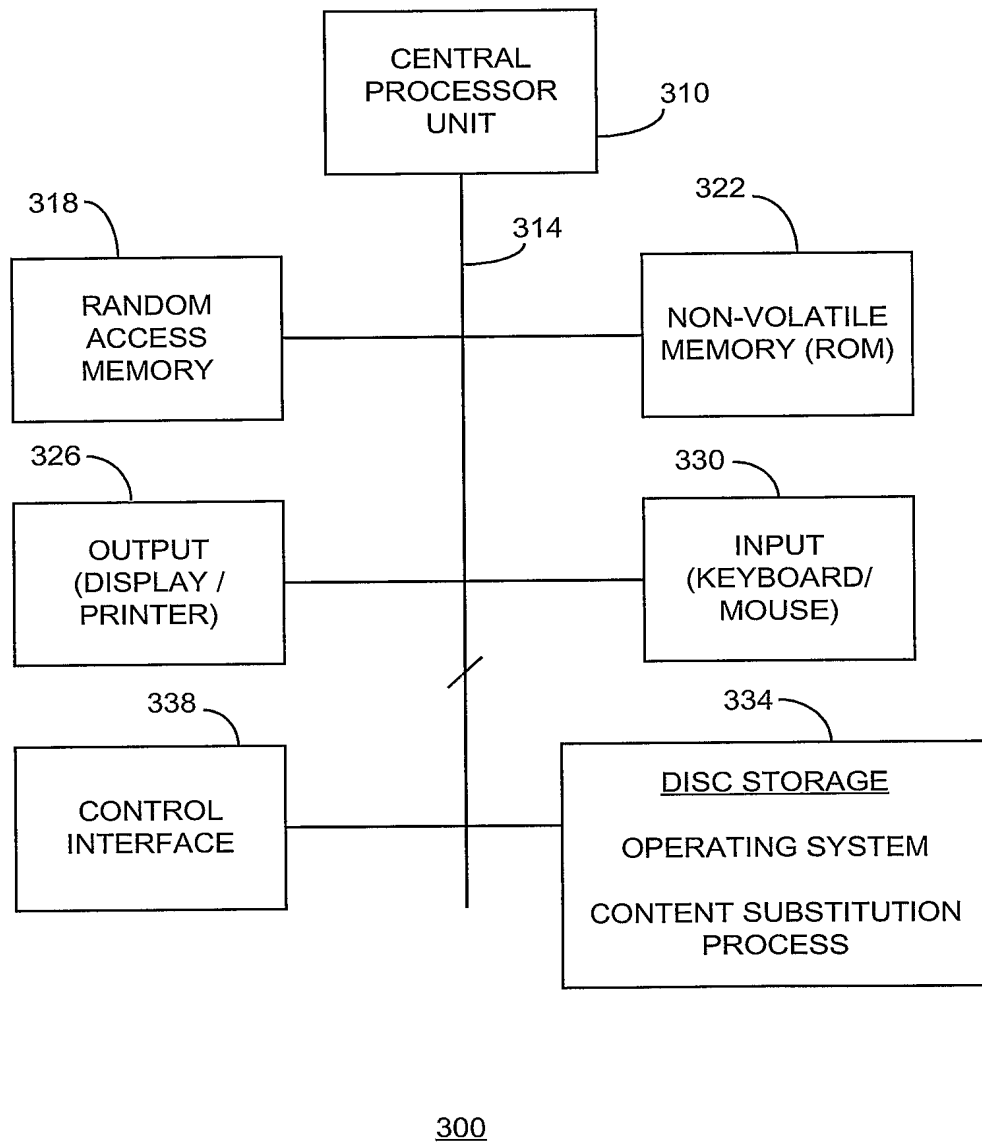 CENTRAL
PROCESSOR
UNIT
310
318
314
322
RANDOM
ACCESS
MEMORY
NON-VOLATILE
MEMORY (ROM)
326
330
OUTPUT
(DISPLAY /
PRINTER)
INPUT
(KEYBOARD/
MOUSE)
338
334
CONTROL
INTERFACE
DISC STORAGE
OPERATING SYSTEM
CONTENT SUBSTITUTION
PROCESS
300